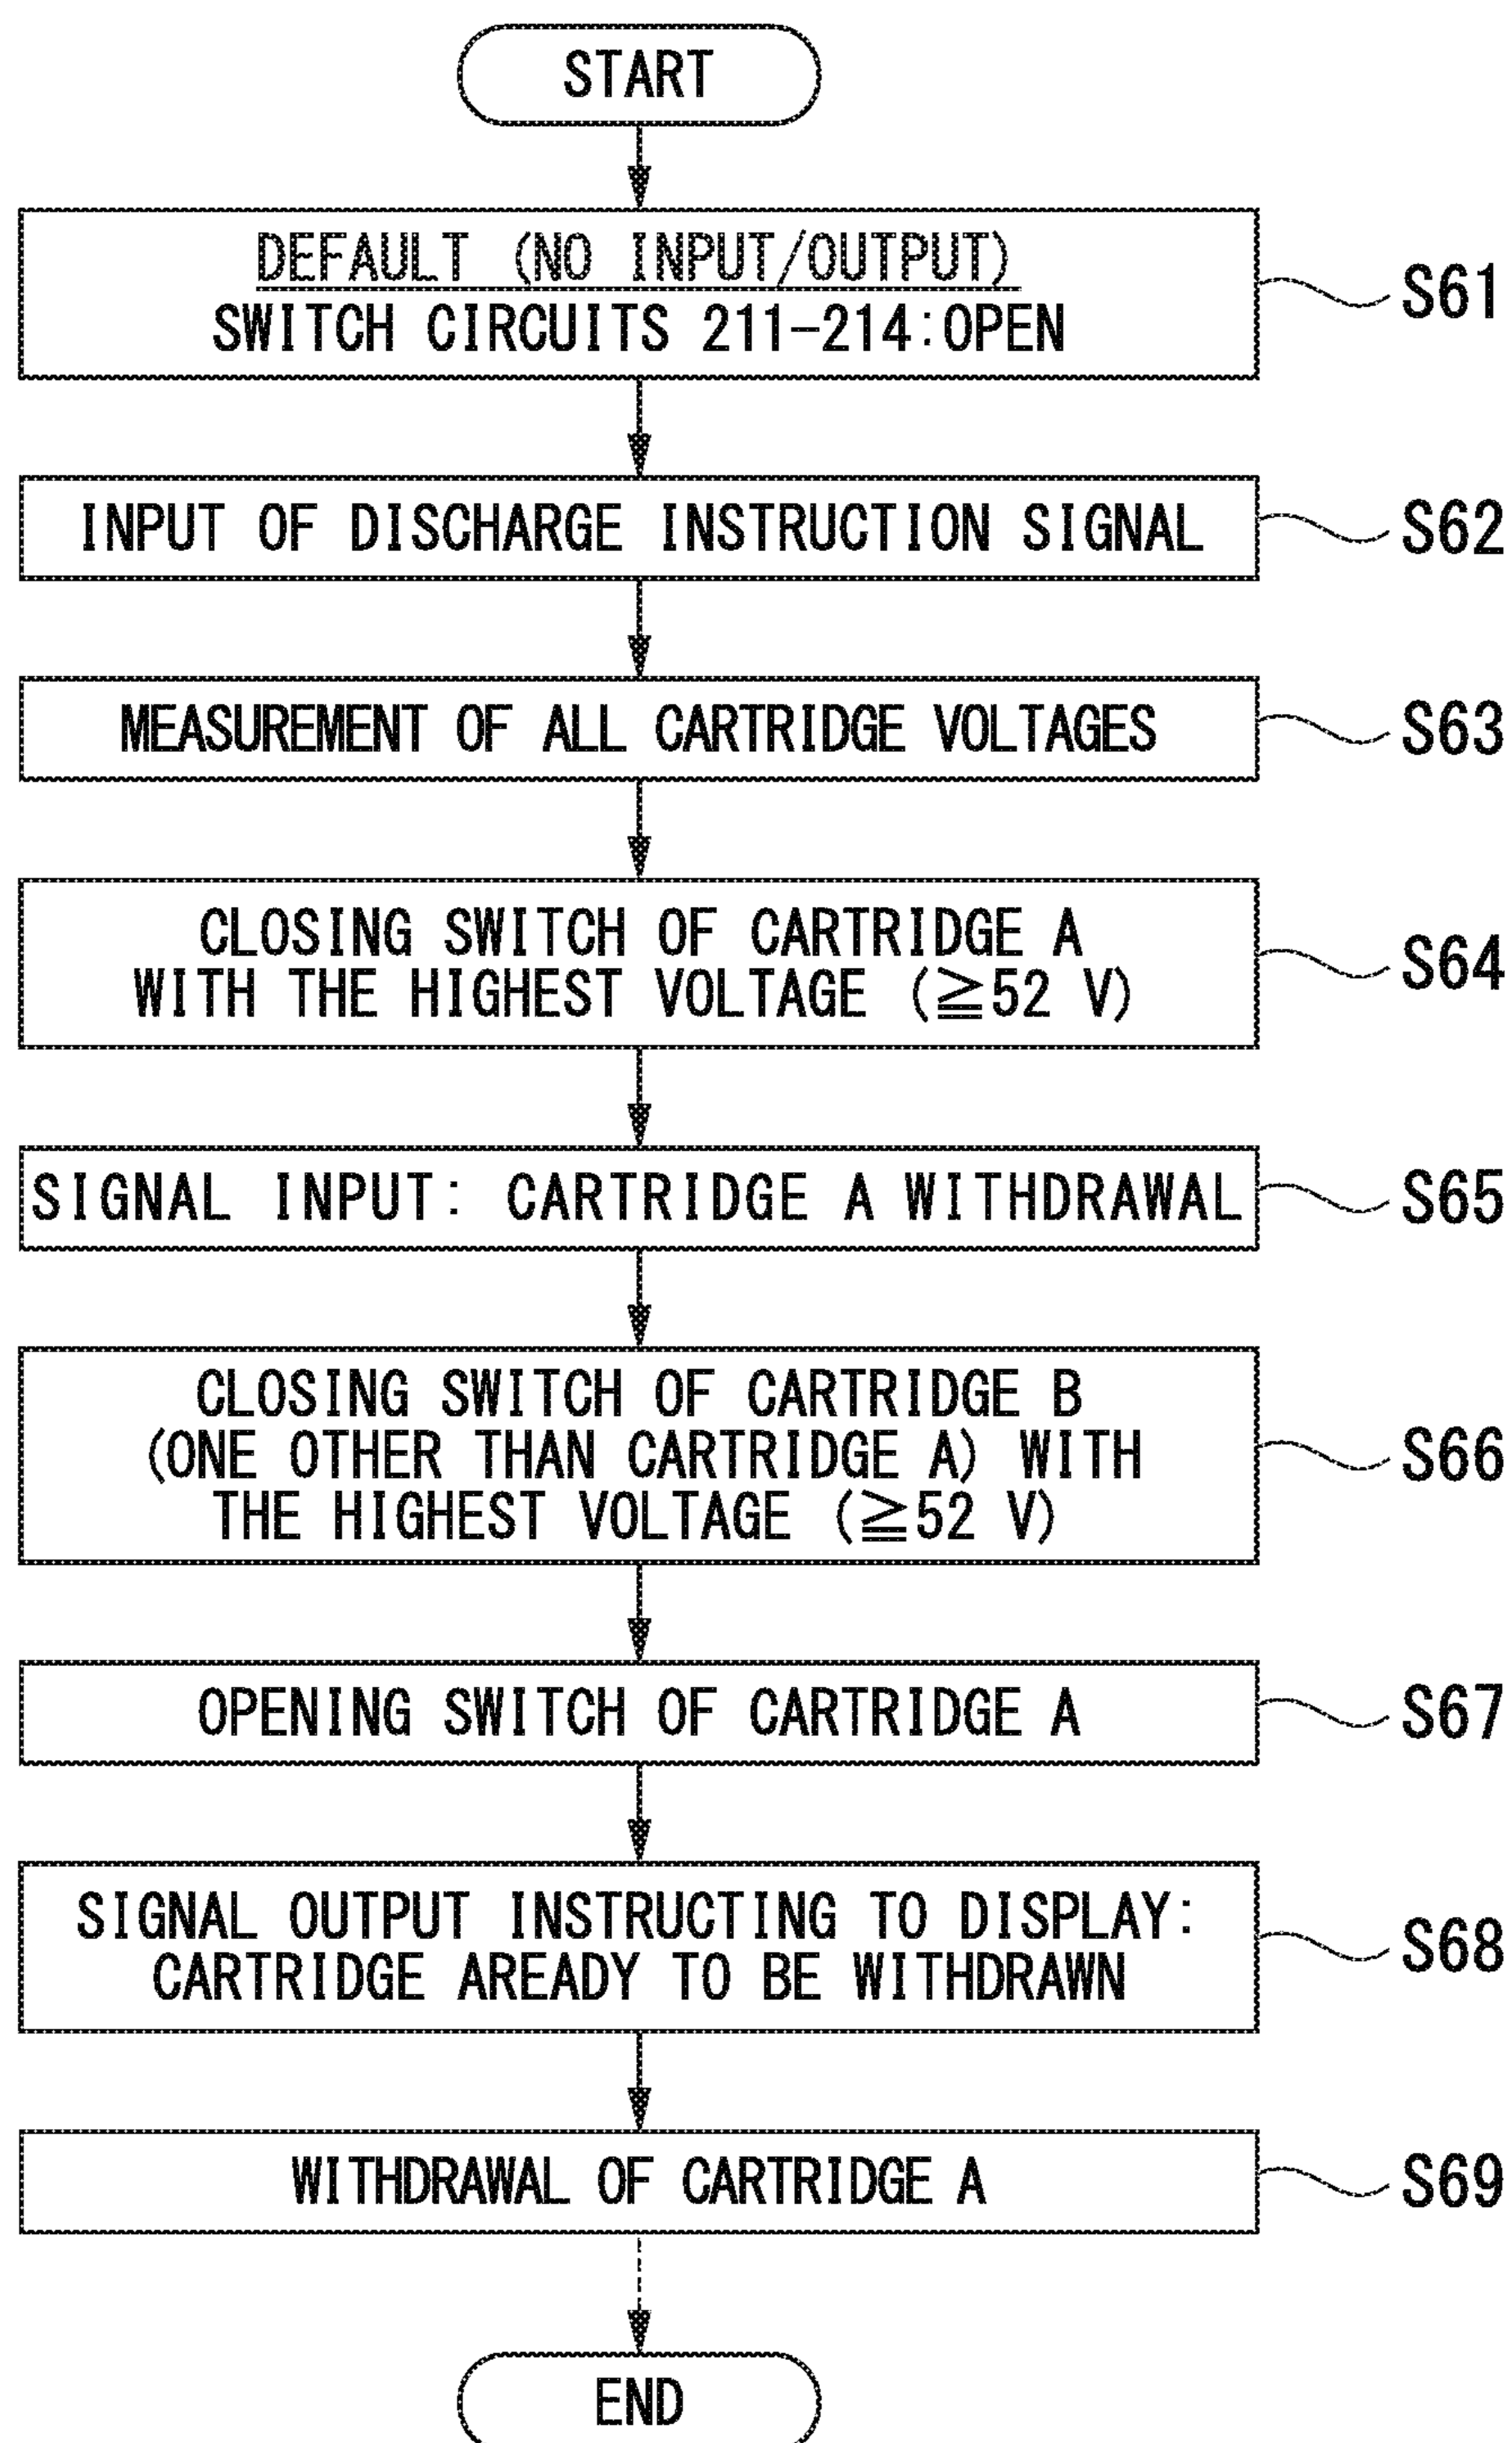 START
DEFAULT (NO INPUT/OUTPUT)
SWITCH CIRCUITS 211-214:OPEN
S61
INPUT OF DISCHARGE INSTRUCTION SIGNAL
S62
MEASUREMENT OF ALL CARTRIDGE VOLTAGES
S63
CLOSING SWITCH OF CARTRIDGE A
WITH THE HIGHEST VOLTAGE (≧52 V)
S64
SIGNAL INPUT: CARTRIDGE A WITHDRAWAL
S65
CLOSING SWITCH OF CARTRIDGE B
(ONE OTHER THAN CARTRIDGE A) WITH
THE HIGHEST VOLTAGE (≧52 V)
S66
OPENING SWITCH OF CARTRIDGE A
S67
SIGNAL OUTPUT INSTRUCTING TO DISPLAY:
CARTRIDGE AREADY TO BE WITHDRAWN
S68
WITHDRAWAL OF CARTRIDGE A
S69
END